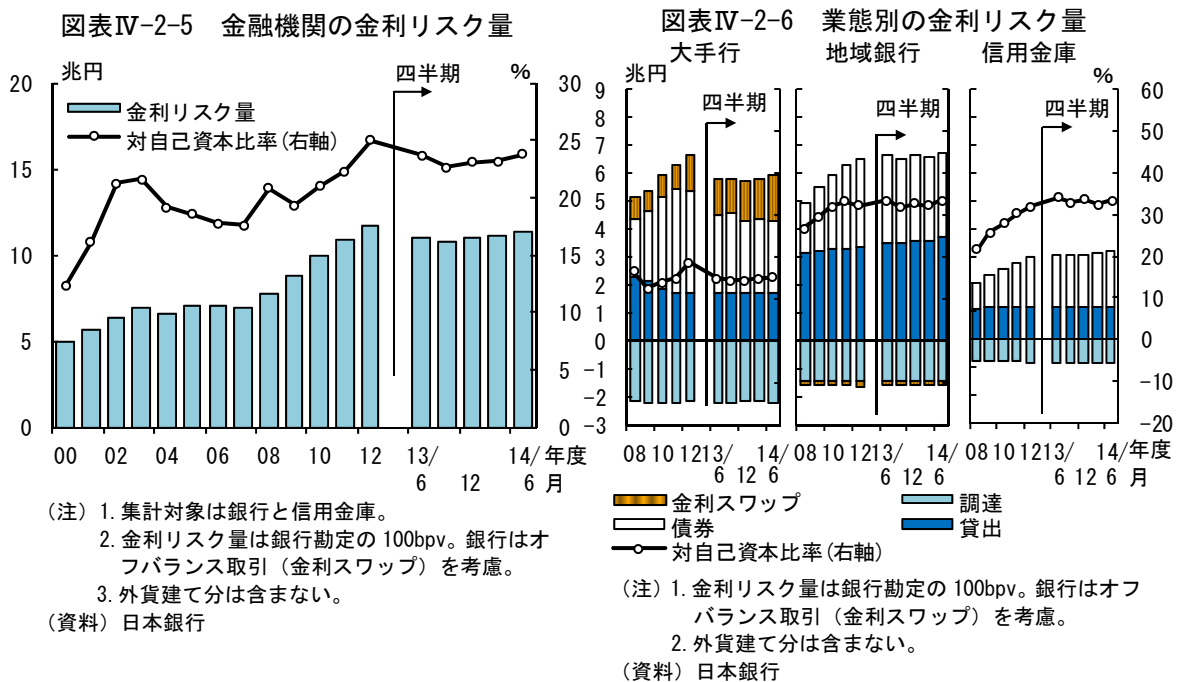 図表Ⅳ-2-5 金融機関の金利リスク量
兆円
%
四半期
金利リスク量
対自己資本比率(右軸)
20
15
10
5
0
30
25
20
15
10
5
0
00 02 04 06 08 10 12 13/ 14/ 年度
6 12 6 月
(注) 1. 集計対象は銀行と信用金庫。
2. 金利リスク量は銀行勘定の 100bpv。銀行はオ
フバランス取引(金利スワップ)を考慮。
3. 外貨建て分は含まない。
(資料) 日本銀行
図表Ⅳ-2-6 業態別の金利リスク量
大手行 地域銀行 信用金庫
兆円
%
四半期
四半期
四半期
9
8
7
6
5
4
3
2
1
0
-1
-2
-3
60
50
40
30
20
10
0
-10
-20
08 10 12 13/ 14/
6 12 6
08 10 12 13/ 14/
6 12 6
08 10 12 13/ 14/ 年度
6 12 6 月
金利スワップ 調達
債券 貸出
対自己資本比率(右軸)
(注) 1. 金利リスク量は銀行勘定の 100bpv。銀行はオフ
バランス取引(金利スワップ)を考慮。
2. 外貨建て分は含まない。
(資料) 日本銀行